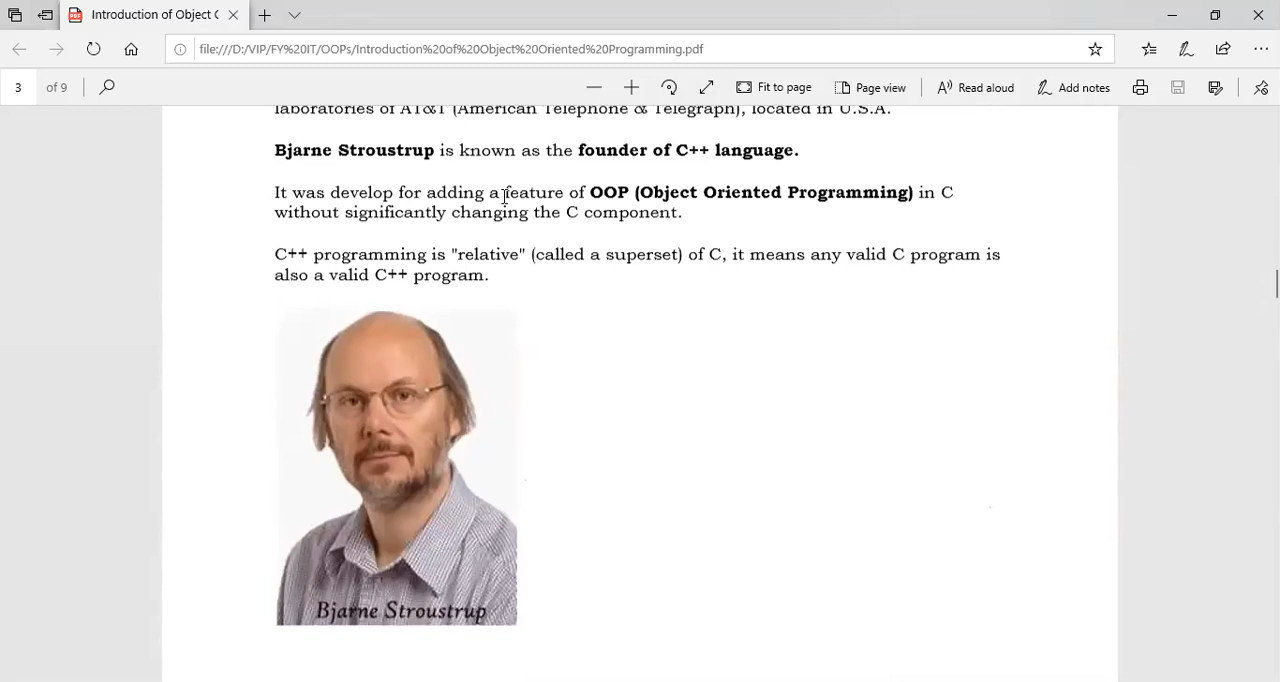 Introduction of Object C
file:///D:/VIP/FY%20IT/OOPs/Introduction%20of%20Object%20Oriented%20Programming.pdf
3 of 9
Fit to page
Page view
Read aloud
Add notes
laboratories of AT&T (American Telephone & Telegraph), located in U.S.A.
Bjarne Stroustrup is known as the founder of C++ language.
It was develop for adding a feature of OOP (Object Oriented Programming) in C
without significantly changing the C component.
C++ programming is "relative" (called a superset) of C, it means any valid C program is
also a valid C++ program.
Bjarne Stroustrup